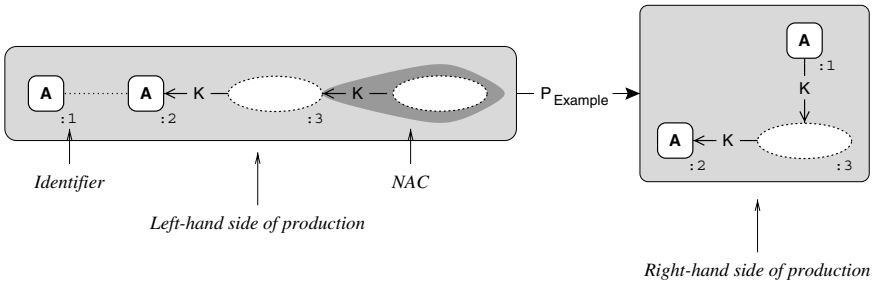 A
:1
A
:2
K
:3
K
P Example
A
:1
K
A
:2
K
:3
Identifier
NAC
Left-hand side of production
Right-hand side of production